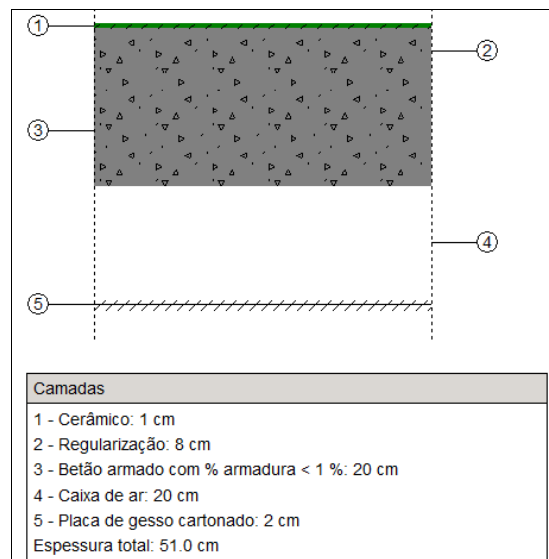 1
2
3
4
5
Camadas
1 - Cerâmico: 1 cm
2 - Regularização: 8 cm
3 - Betão armado com % armadura < 1 %: 20 cm
4 - Caixa de ar: 20 cm
5 - Placa de gesso cartonado: 2 cm
Espessura total: 51.0 cm